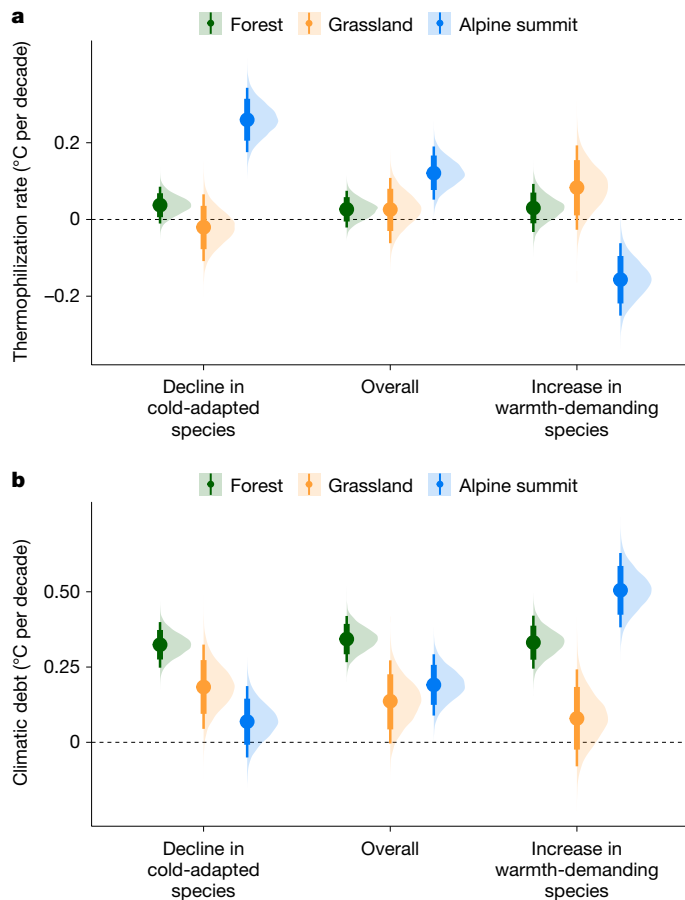 a
Forest Grassland Alpine summit
Thermophilization rate (°C per decade)
0.2
0
−0.2
Decline in
cold-adapted
species
Overall
Increase in
warmth-demanding
species
b
Forest Grassland Alpine summit
Climatic debt (°C per decade)
0.50
0.25
0
Decline in
cold-adapted
species
Overall
Increase in
warmth-demanding
species